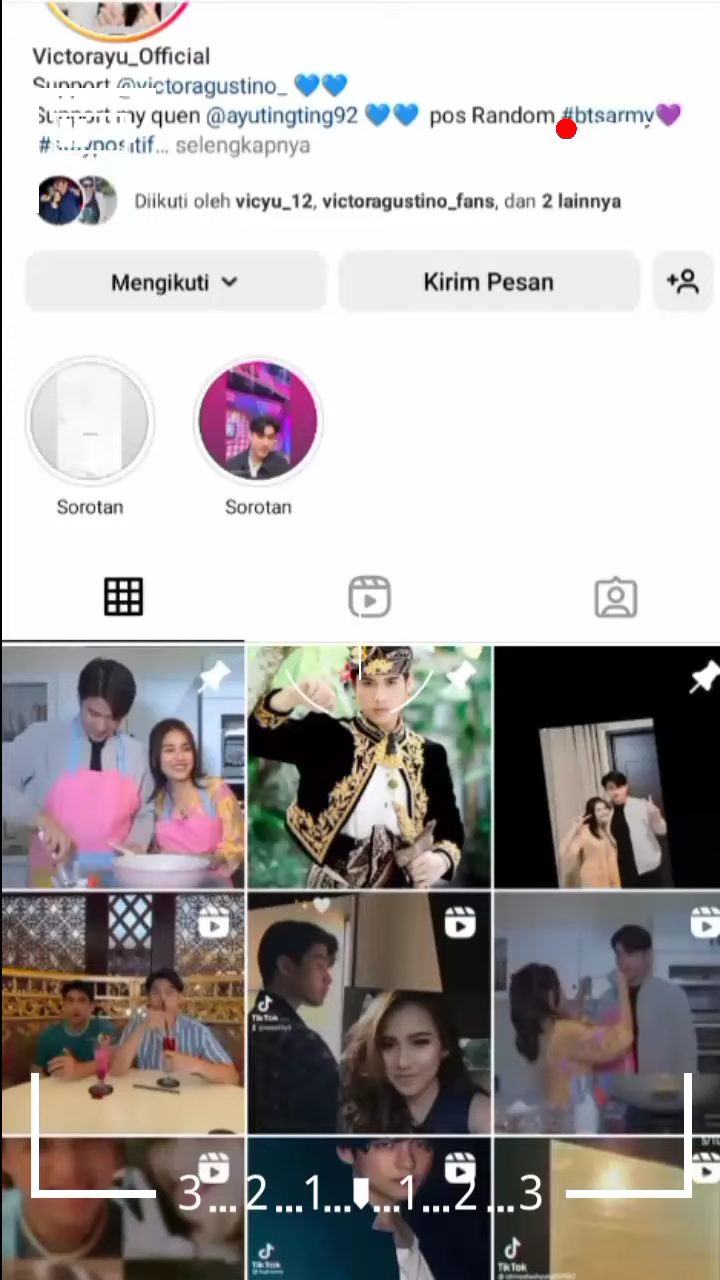 Victorayu_Official
Support @victoragustino_ 💙💙
Support my quen @ayutingting92 💙💙 pos Random #btsarmy💜
selengkapnya
Diikuti oleh vicyu_12, victoragustino_fans, dan 2 lainnya
Mengikuti
Kirim Pesan
Sorotan
Sorotan
TikTok
TikTok
TikTok
3...2...1...1...2...3